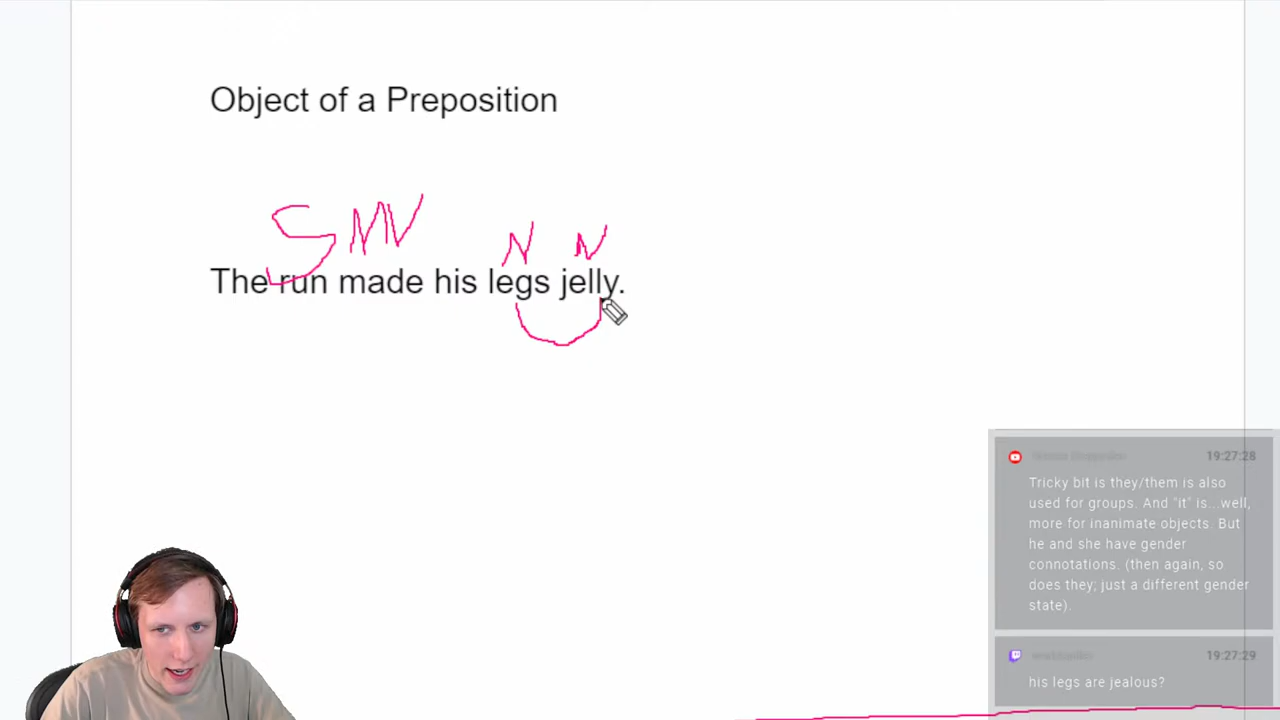 Object of a Preposition
S MV
N N
The run made his legs jelly.
19:27:28
Tricky bit is they/them is also
used for groups. And "it" is...well,
more for inanimate objects. But
he and she have gender
connotations. (then again, so
does they; just a different gender
state).
19:27:29
his legs are jealous?